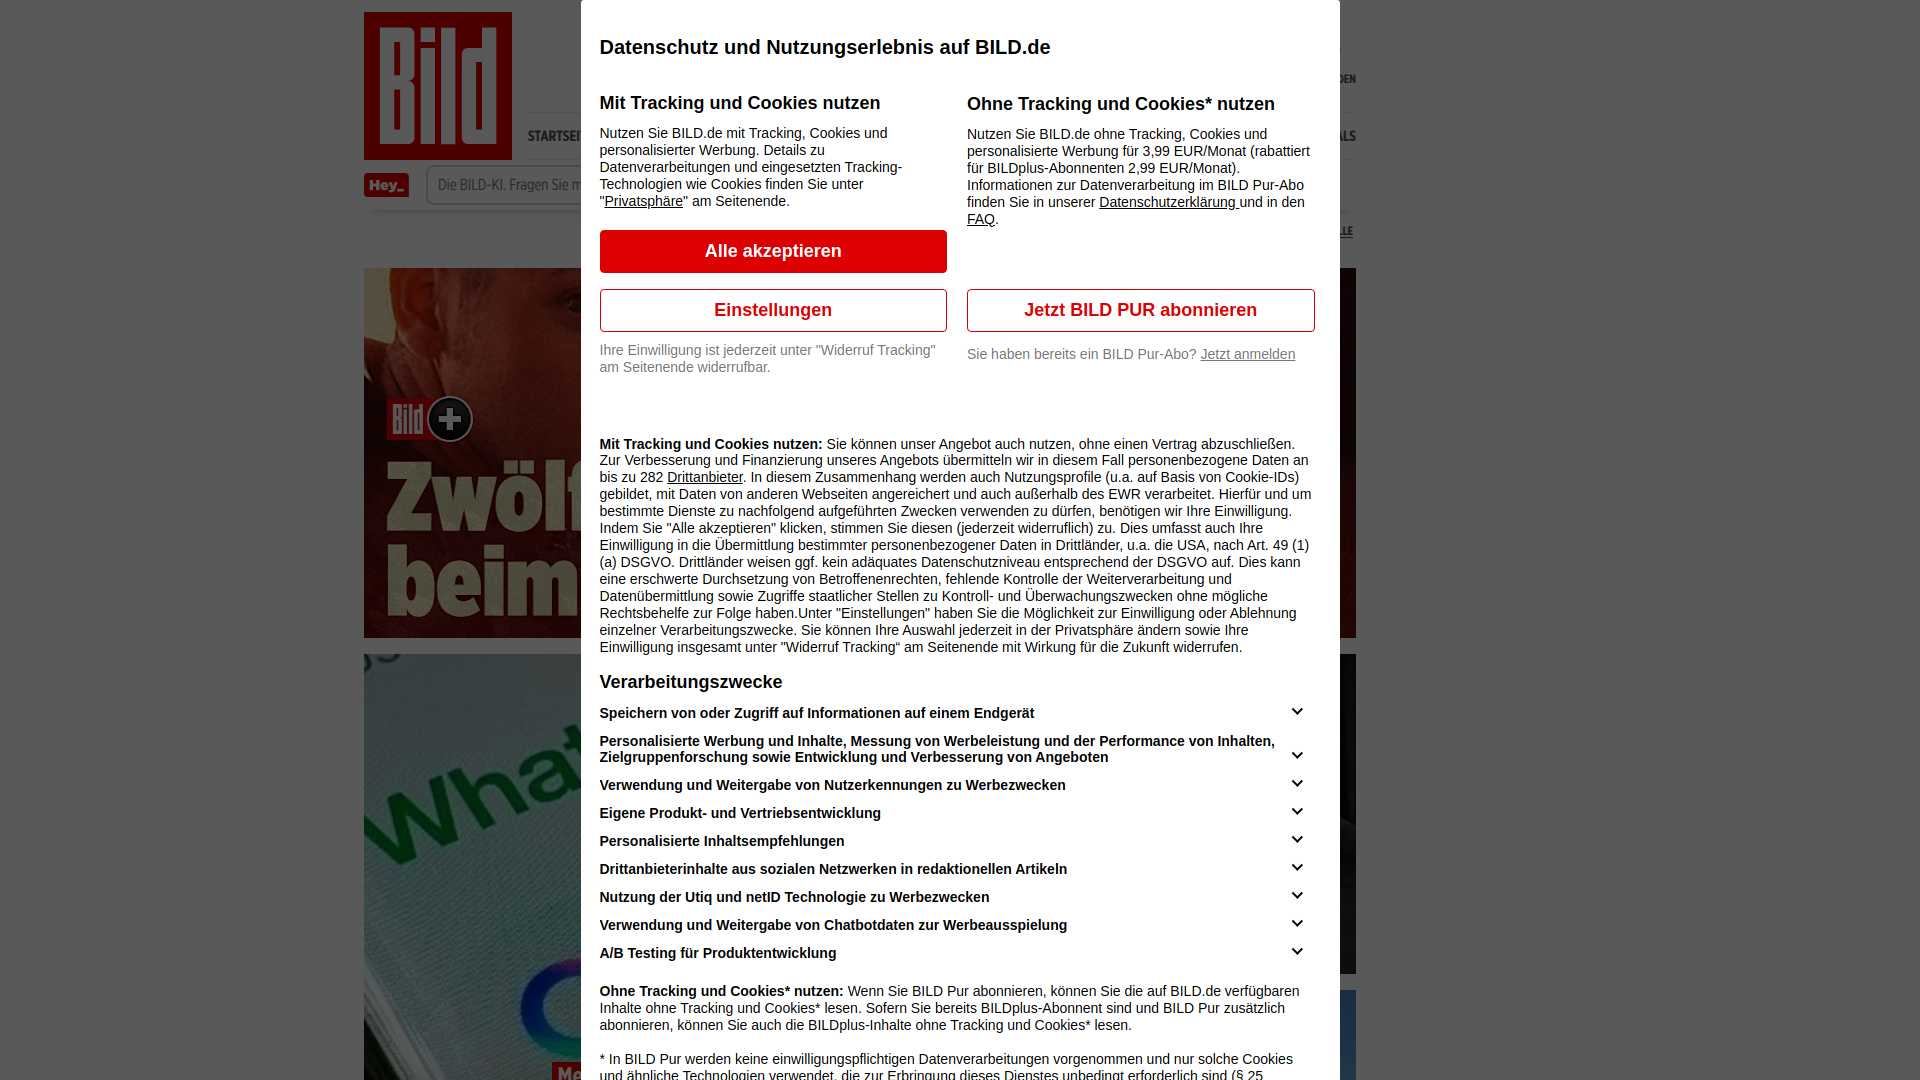 Bild
Datenschutz und Nutzungserlebnis auf BILD.de
Mit Tracking und Cookies nutzen
Nutzen Sie BILD.de mit Tracking, Cookies und
personalisierter Werbung. Details zu
Datenverarbeitungen und eingesetzten Tracking-
Technologien wie Cookies finden Sie unter
"Privatsphäre" am Seitenende.
Alle akzeptieren
Einstellungen
Ihre Einwilligung ist jederzeit unter "Widerruf Tracking"
am Seitenende widerrufbar.
Ohne Tracking und Cookies* nutzen
Nutzen Sie BILD.de ohne Tracking, Cookies und
personalisierte Werbung für 3,99 EUR/Monat (rabattiert
für BILDplus-Abonnenten 2,99 EUR/Monat).
Informationen zur Datenverarbeitung im BILD Pur-Abo
finden Sie in unserer Datenschutzerklärung und in den
FAQ.
Jetzt BILD PUR abonnieren
Sie haben bereits ein BILD Pur-Abo? Jetzt anmelden
Mit Tracking und Cookies nutzen: Sie können unser Angebot auch nutzen, ohne einen Vertrag abzuschließen.
Zur Verbesserung und Finanzierung unseres Angebots übermitteln wir in diesem Fall personenbezogene Daten an
bis zu 282 Drittanbieter. In diesem Zusammenhang werden auch Nutzungsprofile (u.a. auf Basis von Cookie-IDs)
gebildet, mit Daten von anderen Webseiten angereichert und auch außerhalb des EWR verarbeitet. Hierfür und um
bestimmte Dienste zu nachfolgend aufgeführten Zwecken verwenden zu dürfen, benötigen wir Ihre Einwilligung.
Indem Sie "Alle akzeptieren" klicken, stimmen Sie diesen (jederzeit widerruflich) zu. Dies umfasst auch Ihre
Einwilligung in die Übermittlung bestimmter personenbezogener Daten in Drittländer, u.a. die USA, nach Art. 49 (1)
(a) DSGVO. Drittländer weisen ggf. kein adäquates Datenschutzniveau entsprechend der DSGVO auf. Dies kann
eine erschwerte Durchsetzung von Betroffenenrechten, fehlende Kontrolle der Weiterverarbeitung und
Datenübermittlung sowie Zugriffe staatlicher Stellen zu Kontroll- und Überwachungszwecken ohne mögliche
Rechtsbehelfe zur Folge haben.Unter "Einstellungen" haben Sie die Möglichkeit zur Einwilligung oder Ablehnung
einzelner Verarbeitungszwecke. Sie können Ihre Auswahl jederzeit in der Privatsphäre ändern sowie Ihre
Einwilligung insgesamt unter "Widerruf Tracking“ am Seitenende mit Wirkung für die Zukunft widerrufen.
Verarbeitungszwecke
Speichern von oder Zugriff auf Informationen auf einem Endgerät
Personalisierte Werbung und Inhalte, Messung von Werbeleistung und der Performance von Inhalten,
Zielgruppenforschung sowie Entwicklung und Verbesserung von Angeboten
Verwendung und Weitergabe von Nutzerkennungen zu Werbezwecken
Eigene Produkt- und Vertriebsentwicklung
Personalisierte Inhaltsempfehlungen
Drittanbieterinhalte aus sozialen Netzwerken in redaktionellen Artikeln
Nutzung der Utiq und netID Technologie zu Werbezwecken
Verwendung und Weitergabe von Chatbotdaten zur Werbeausspielung
A/B Testing für Produktentwicklung
Ohne Tracking und Cookies* nutzen: Wenn Sie BILD Pur abonnieren, können Sie die auf BILD.de verfügbaren
Inhalte ohne Tracking und Cookies* lesen. Sofern Sie bereits BILDplus-Abonnent sind und BILD Pur zusätzlich
abonnieren, können Sie auch die BILDplus-Inhalte ohne Tracking und Cookies* lesen.
* In BILD Pur werden keine einwilligungspflichtigen Datenverarbeitungen vorgenommen und nur solche Cookies
und ähnliche Technologien verwendet, die zur Erbringung dieses Dienstes unbedingt erforderlich sind (§ 25
STARTSEI
Hey_
Die BILD-KI. Fragen Sie m
Bild +
Zwölf
beim
What
Mo
DEN
ALS
LLE